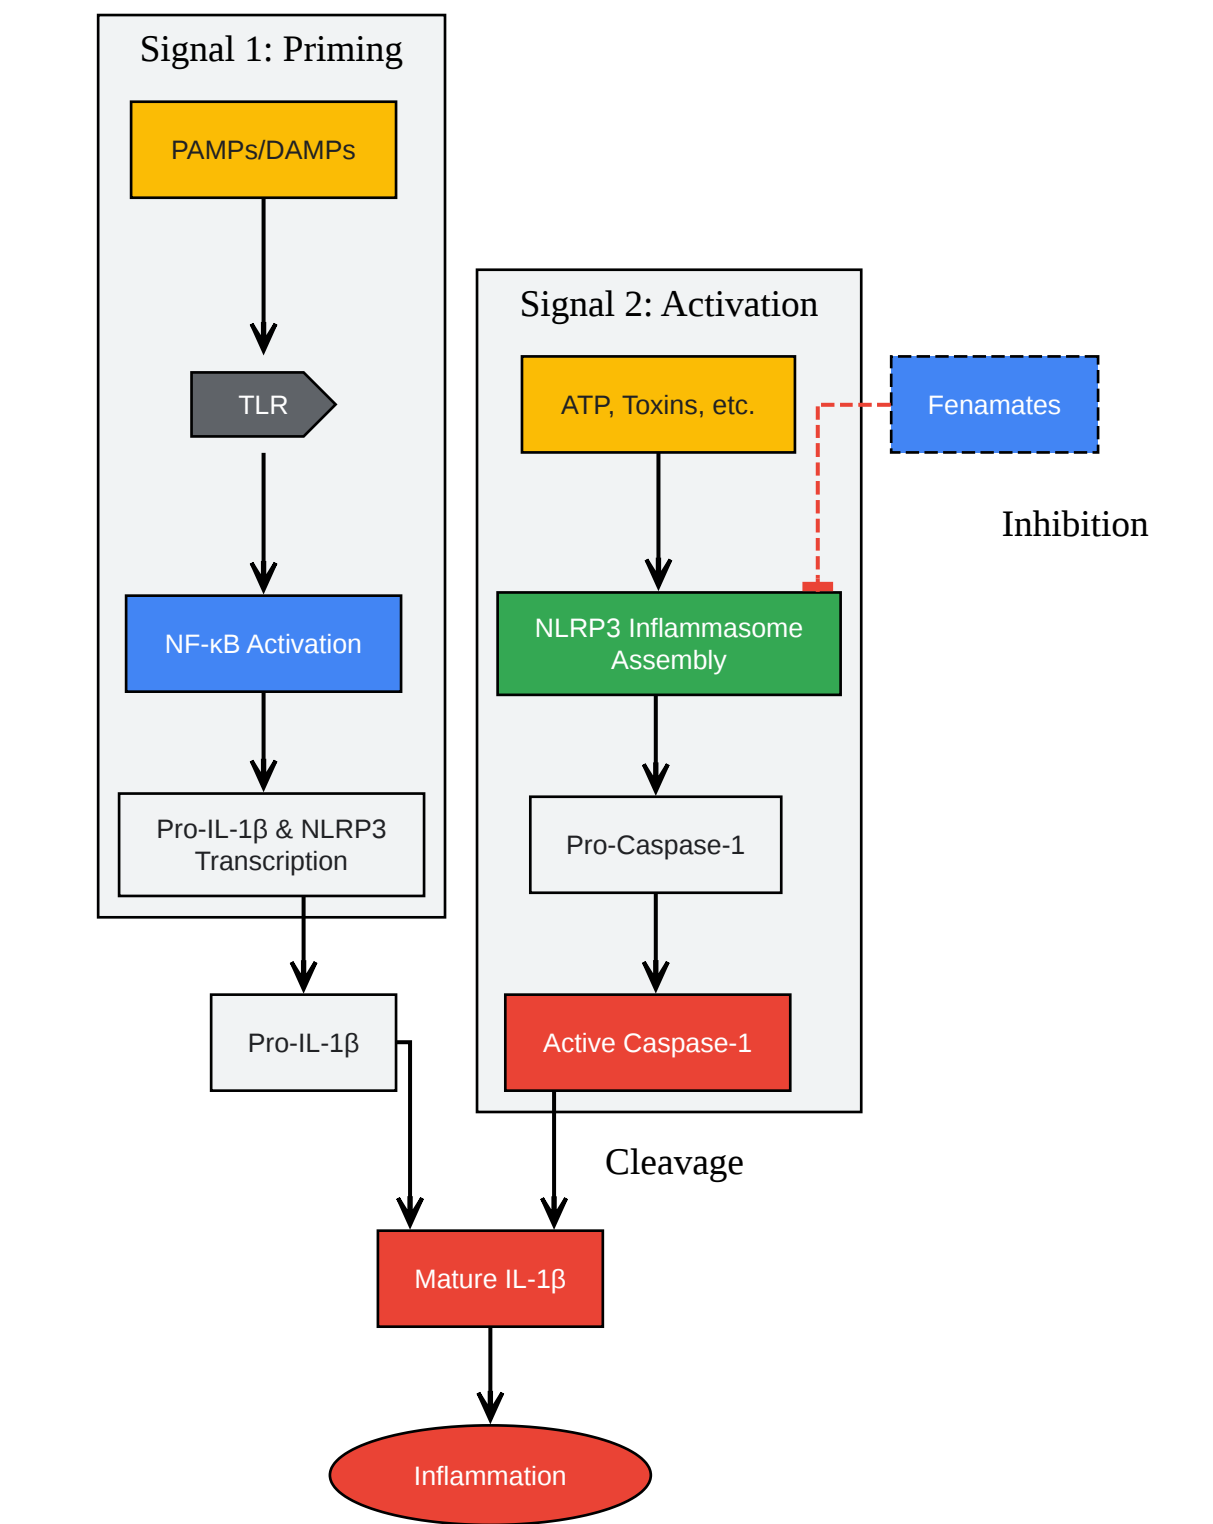 Signal 1: Priming
PAMPs/DAMPs
TLR
NF-κB Activation
Pro-IL-1β & NLRP3
Transcription
Pro-IL-1β
Signal 2: Activation
ATP, Toxins, etc.
Fenamates
Inhibition
NLRP3 Inflammasome
Assembly
Pro-Caspase-1
Active Caspase-1
Cleavage
Mature IL-1β
Inflammation